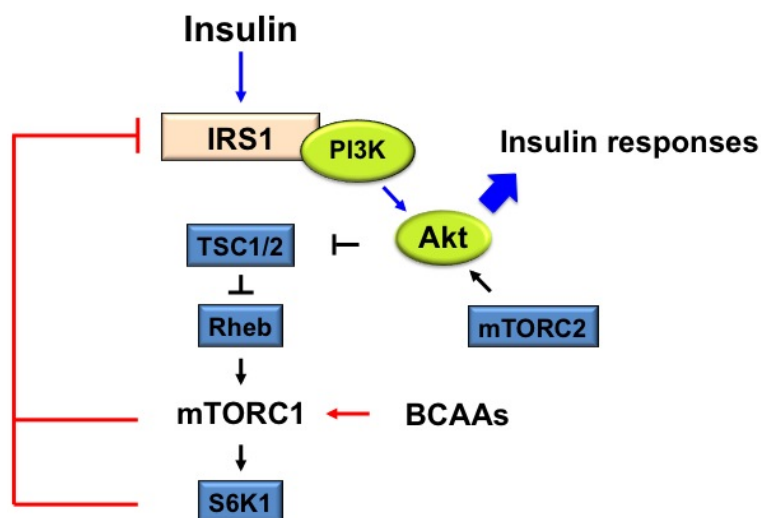 Insulin
IRS1
PI3K
Insulin responses
TSC1/2
Akt
Rheb
mTORC2
mTORC1
BCAAs
S6K1